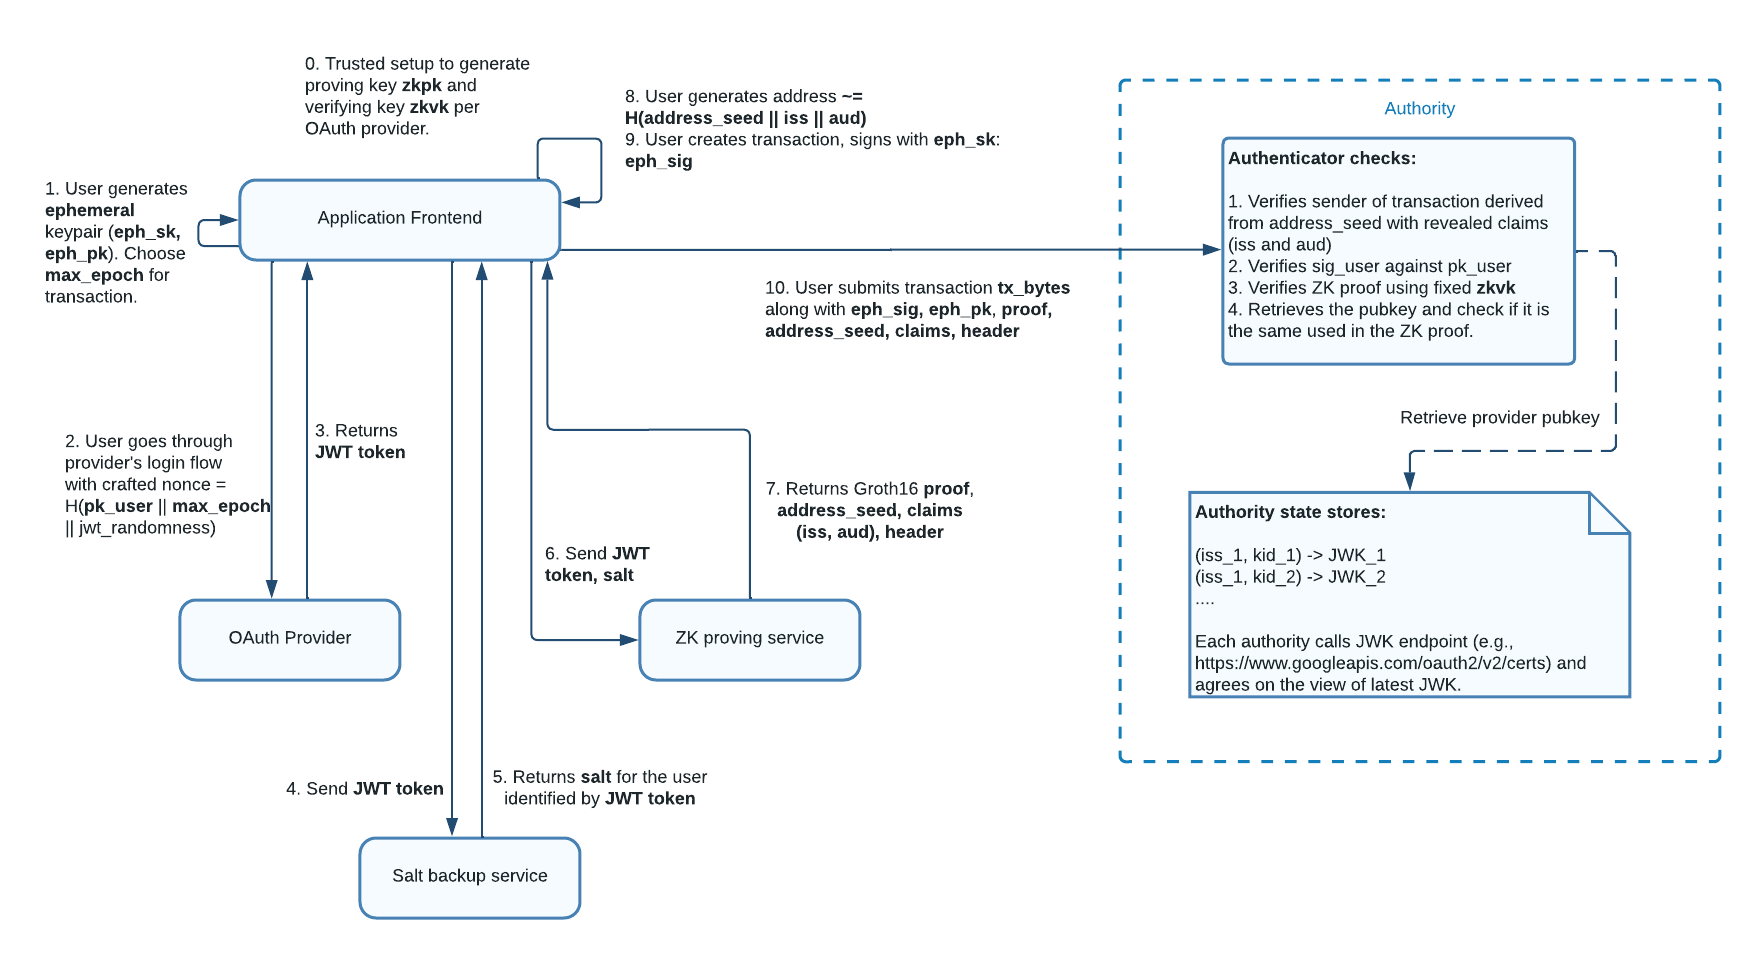 0. Trusted setup to generate
proving key zkpk and
verifying key zkvk per
OAuth provider.
8. User generates address ~=
H(address_seed || iss || aud)
9. User creates transaction, signs with eph_sk:
eph_sig
1. User generates
ephemeral
keypair (eph_sk,
eph_pk). Choose
max_epoch for
transaction.
Application Frontend
10. User submits transaction tx_bytes
along with eph_sig, eph_pk, proof,
address_seed, claims, header
2. User goes through
provider's login flow
with crafted nonce =
H(pk_user || max_epoch
|| jwt_randomness)
3. Returns
JWT token
7. Returns Groth16 proof,
address_seed, claims
(iss, aud), header
6. Send JWT
token, salt
OAuth Provider
ZK proving service
4. Send JWT token
5. Returns salt for the user
identified by JWT token
Salt backup service
Authority
Authenticator checks:
1. Verifies sender of transaction derived
from address_seed with revealed claims
(iss and aud)
2. Verifies sig_user against pk_user
3. Verifies ZK proof using fixed zkvk
4. Retrieves the pubkey and check if it is
the same used in the ZK proof.
Retrieve provider pubkey
Authority state stores:
(iss_1, kid_1) -> JWK_1
(iss_1, kid_2) -> JWK_2
....
Each authority calls JWK endpoint (e.g.,
https://www.googleapis.com/oauth2/v2/certs) and
agrees on the view of latest JWK.